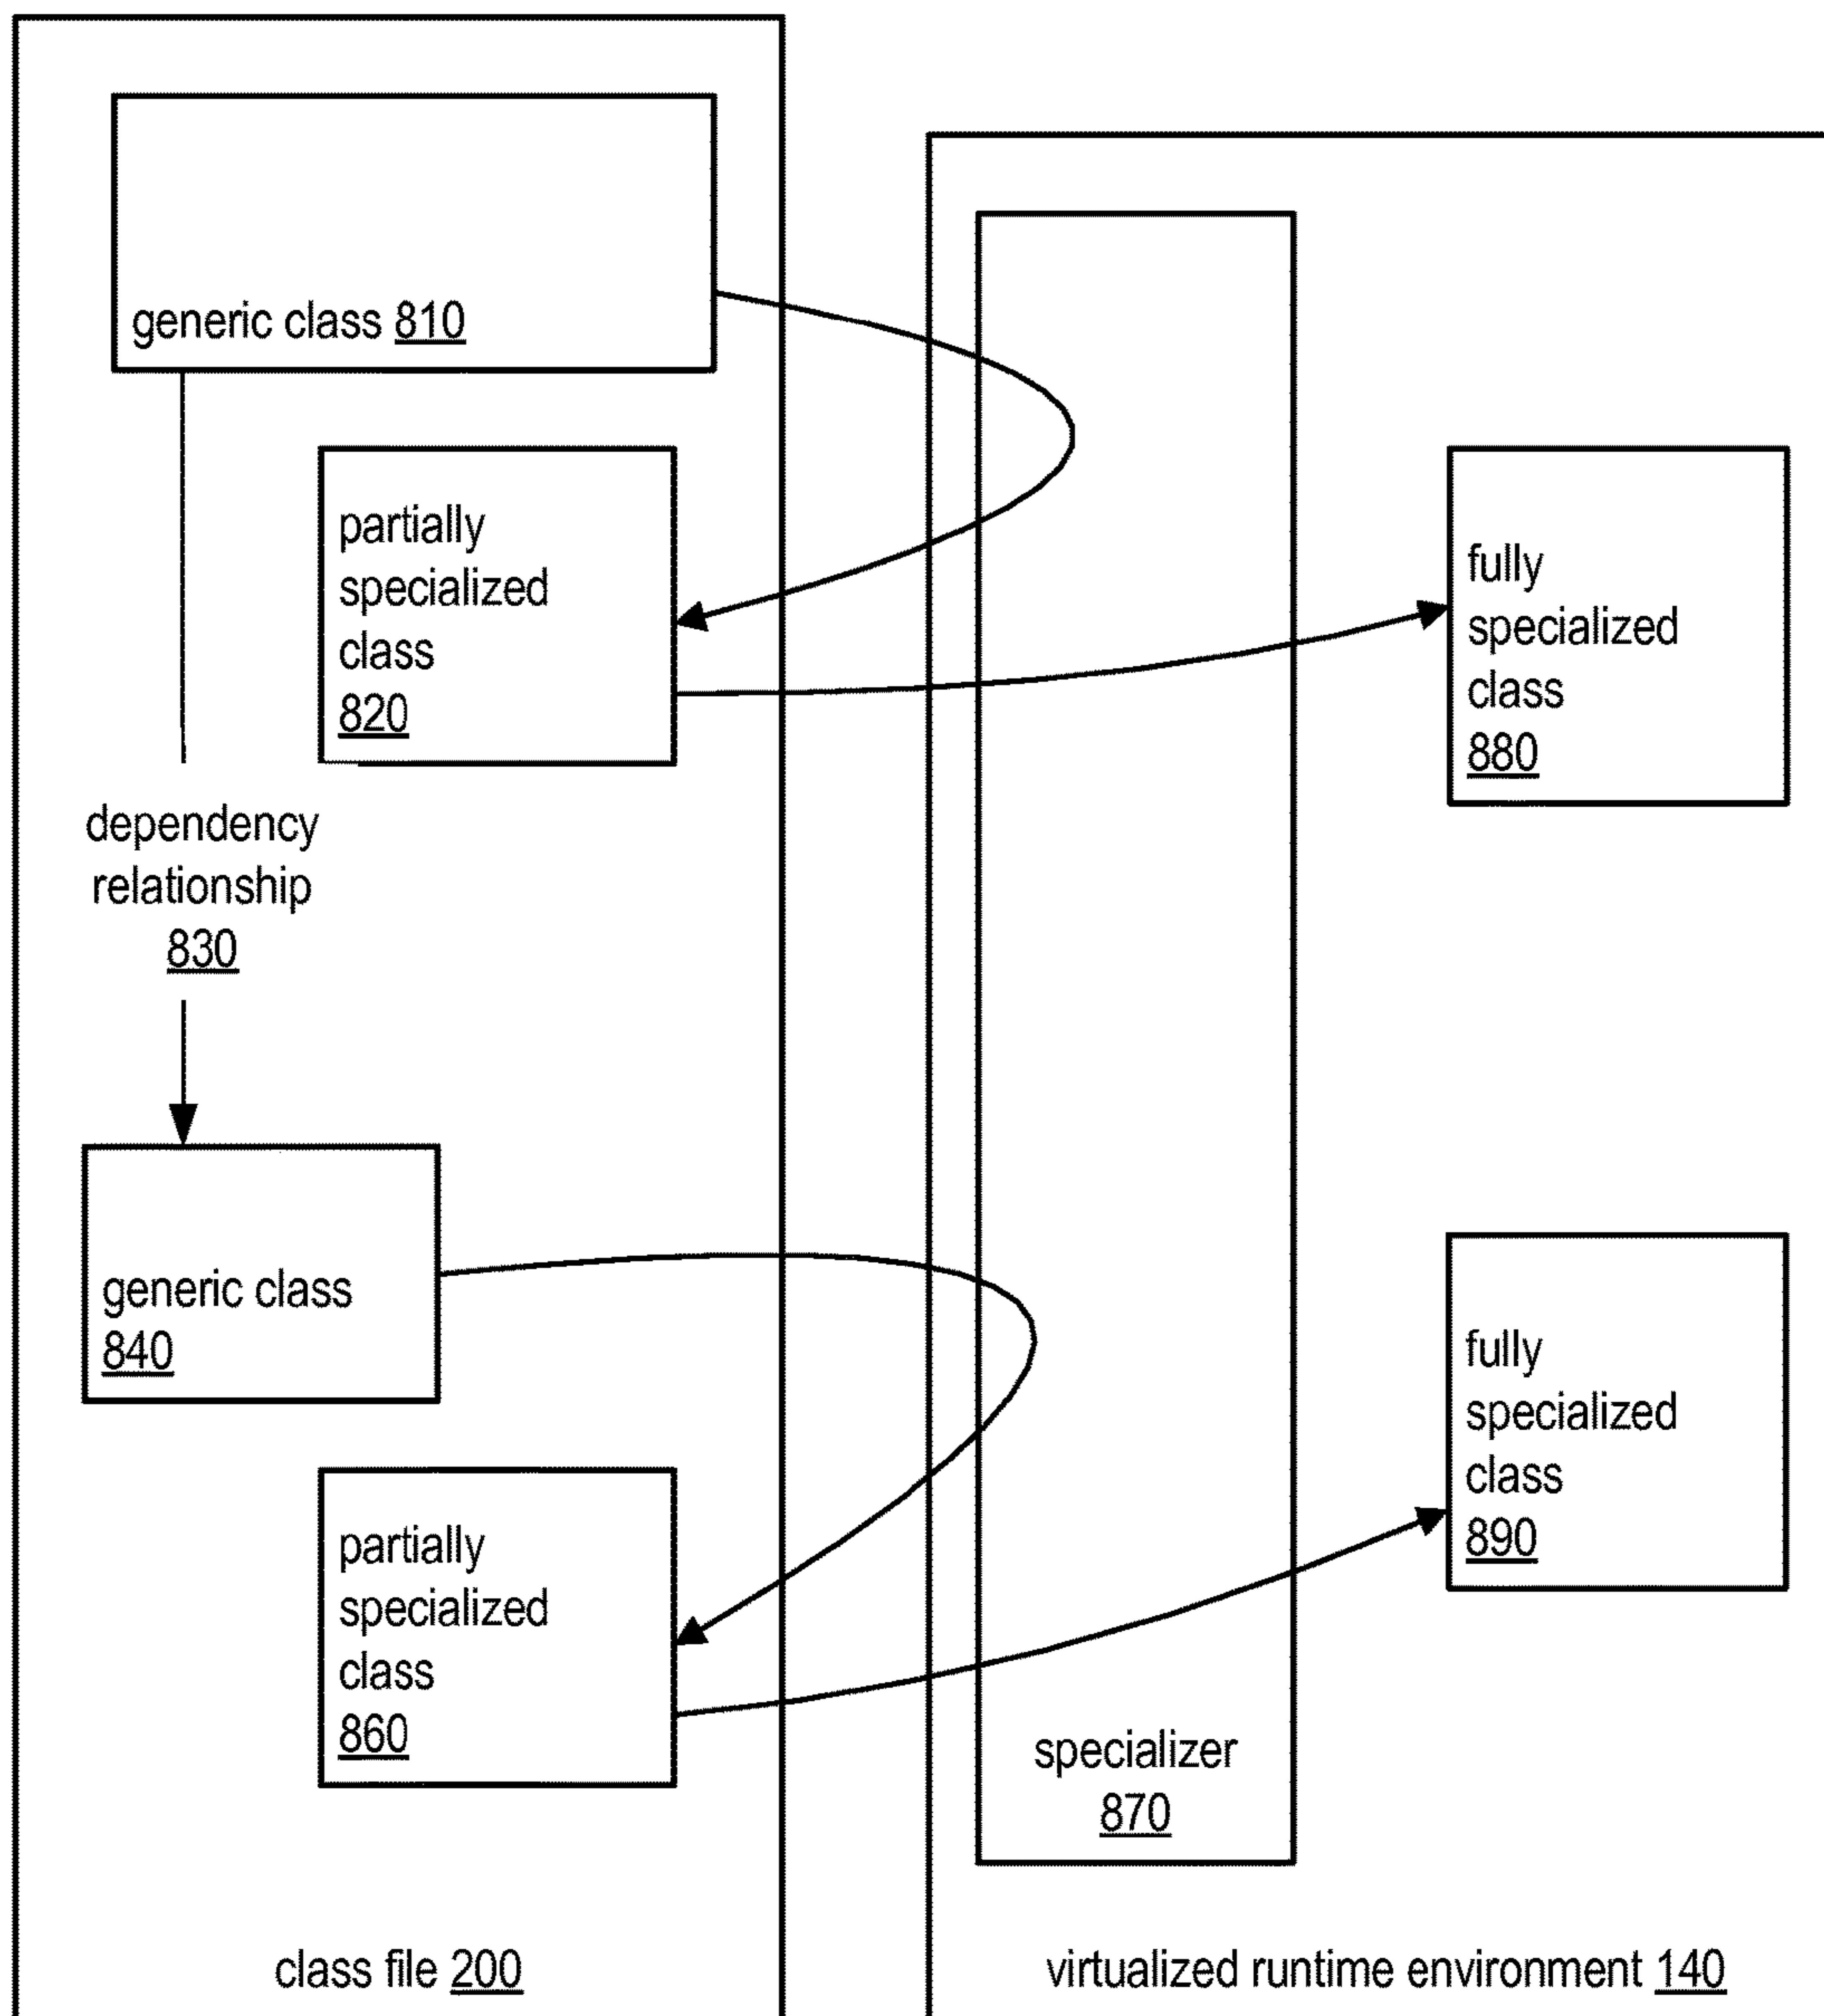 generic class 810
partially
specialized
class
820
fully
specialized
class
880
dependency
relationship
830
generic class
840
fully
specialized
class
890
partially
specialized
class
860
specializer
870
class file 200
virtualized runtime environment 140